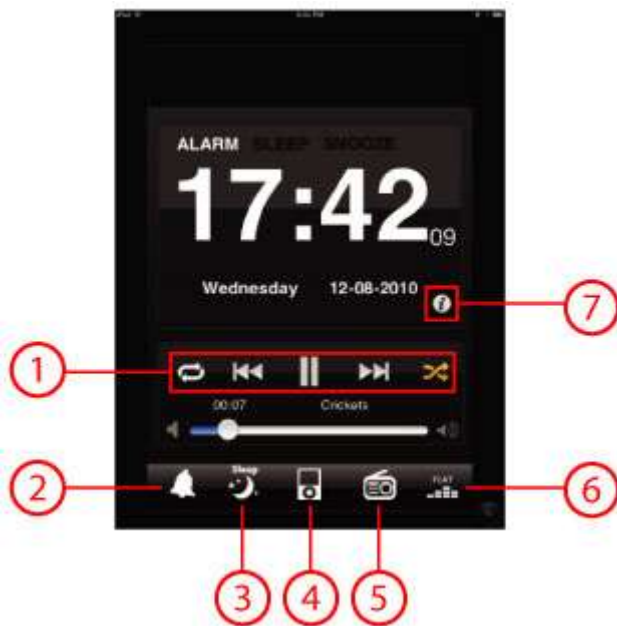 iPad
ALARM SLEEP SNOOZE
17:42
09
Wednesday 12-08-2010
7
1
00:07 Crickets
Sleep
FLAT
2
6
3 4 5